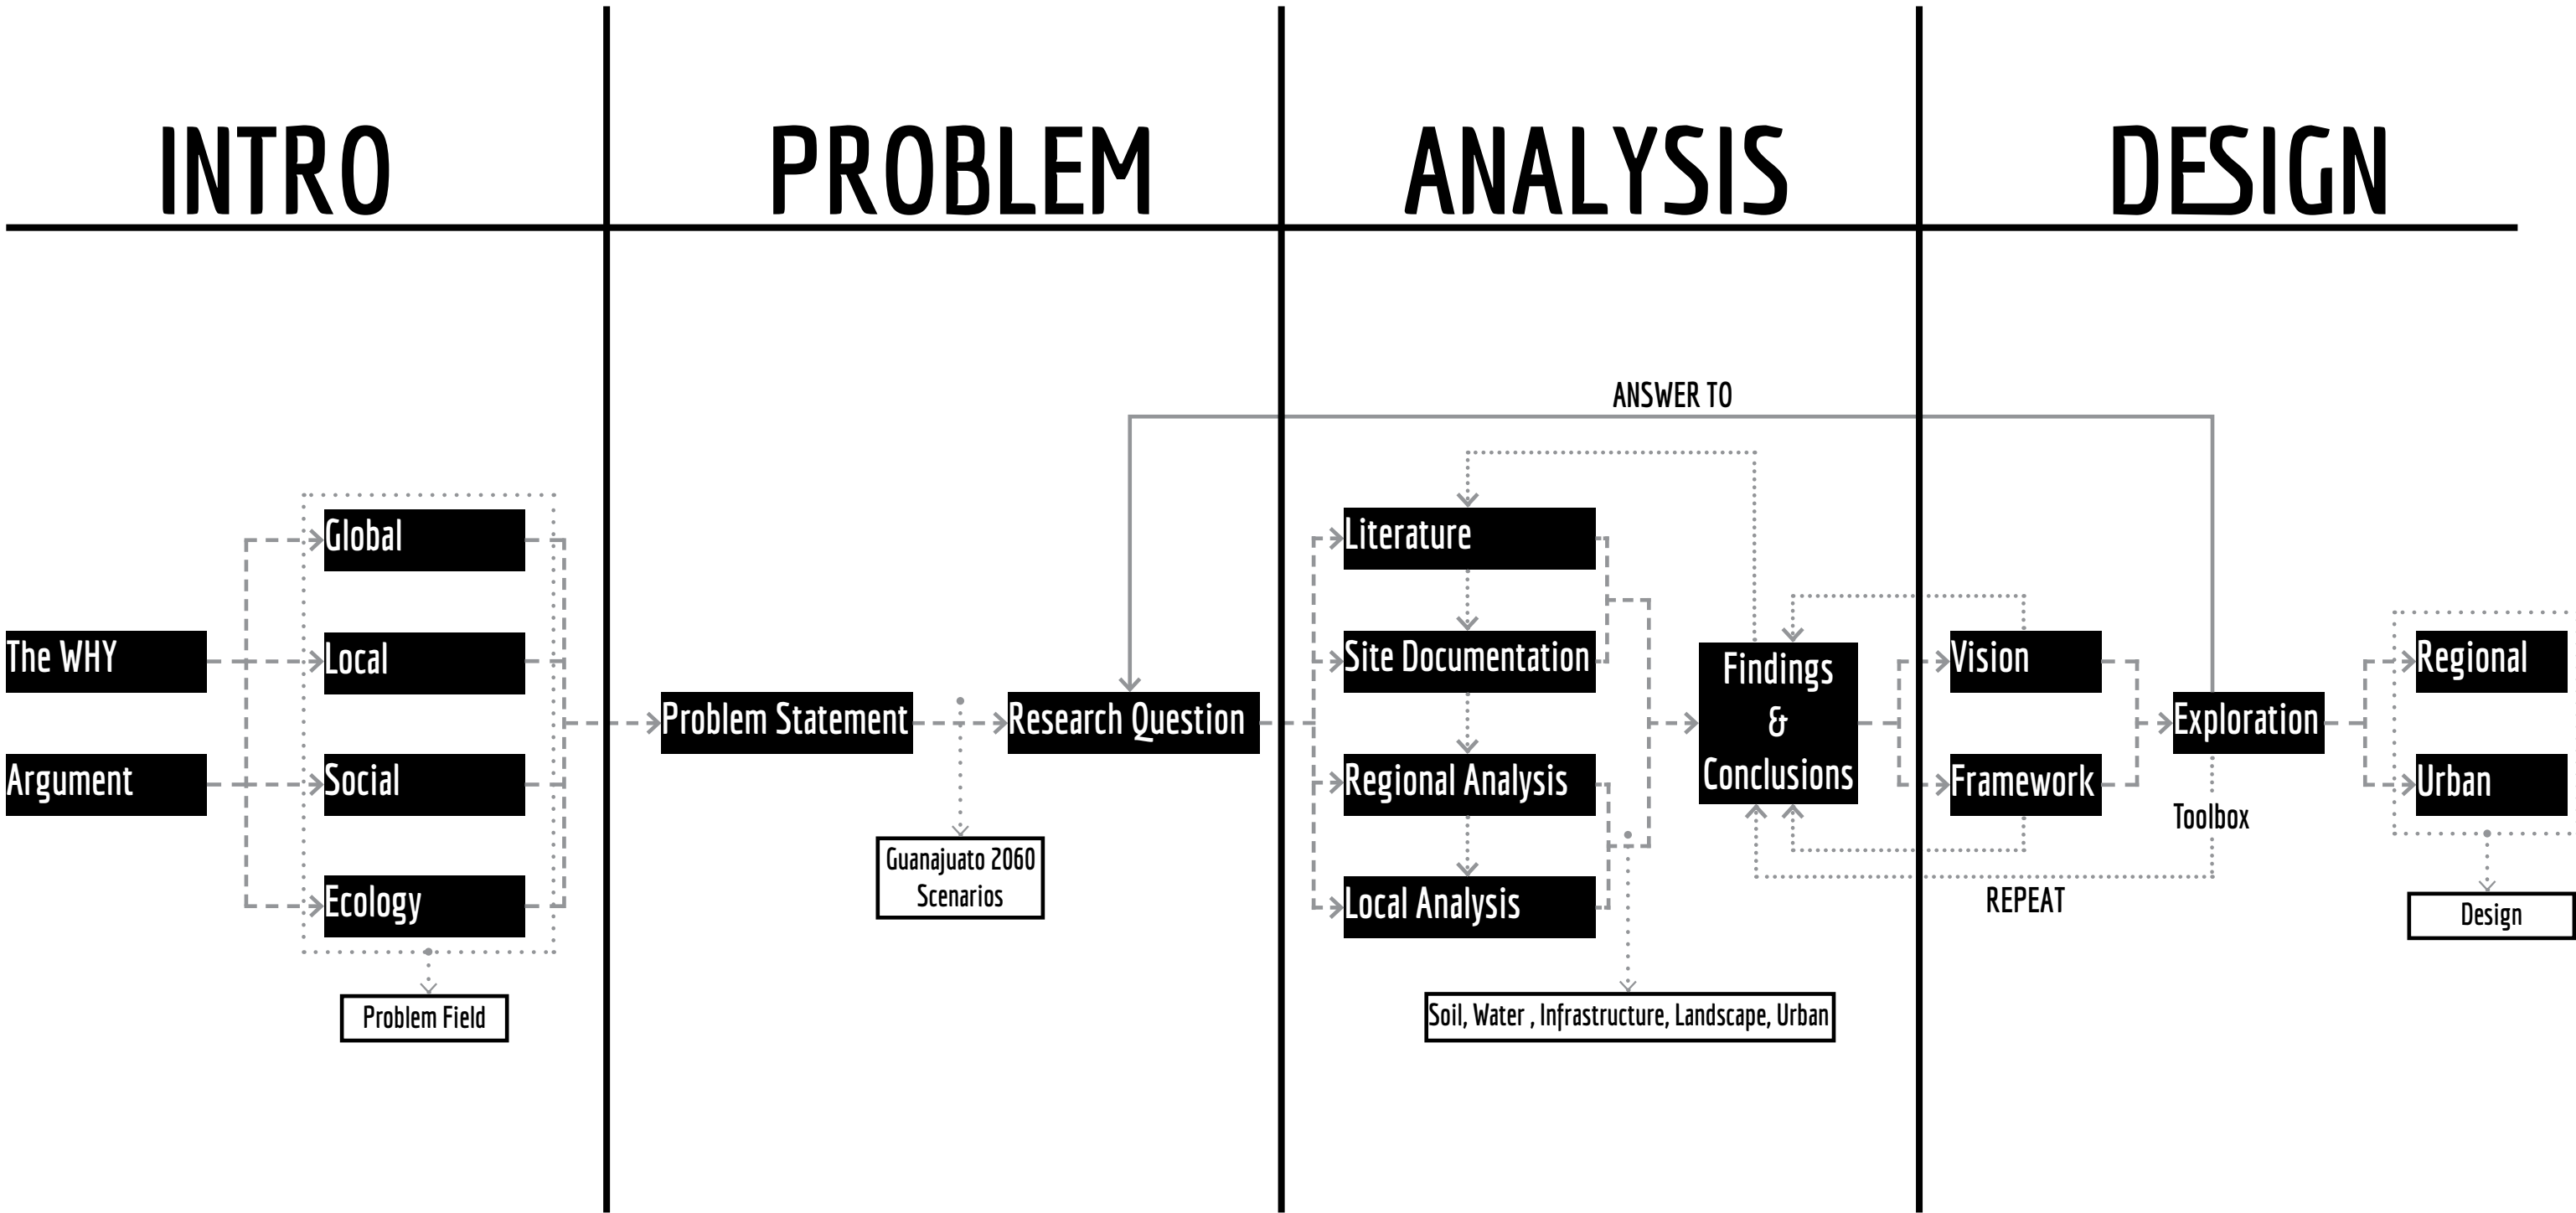 INTRO
PROBLEM
ANALYSIS
DESIGN
ANSWER TO
Global
Local
Social
Ecology
The WHY
Argument
Problem Field
Problem Statement
Research Question
Guanajuato 2060
Scenarios
Literature
Site Documentation
Regional Analysis
Local Analysis
Findings
&
Conclusions
Soil, Water , Infrastructure, Landscape, Urban
Vision
Framework
Exploration
Toolbox
REPEAT
Regional
Urban
Design